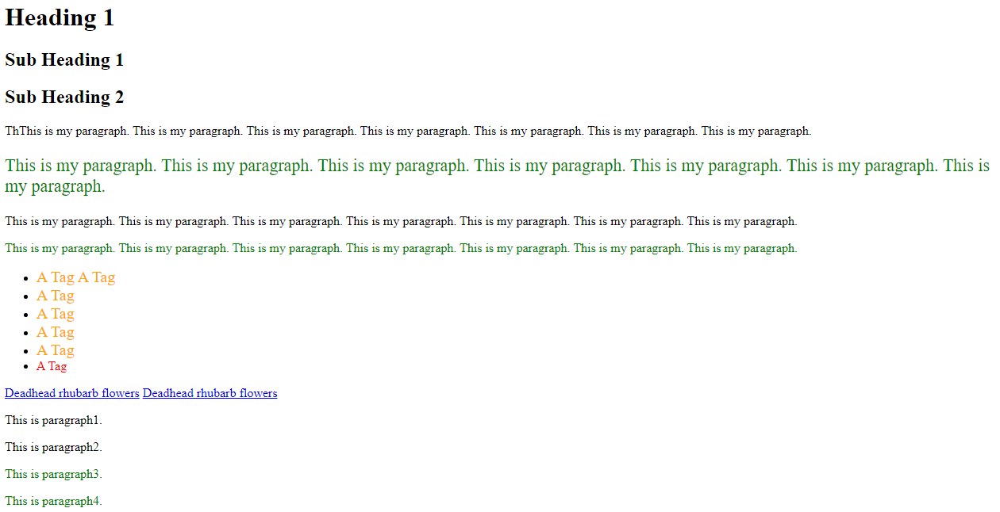 Heading 1
Sub Heading 1
Sub Heading 2
ThThis is my paragraph. This is my paragraph. This is my paragraph. This is my paragraph. This is my paragraph. This is my paragraph. This is my paragraph.
This is my paragraph. This is my paragraph. This is my paragraph. This is my paragraph. This is my paragraph. This is my paragraph. This is
my paragraph.
This is my paragraph. This is my paragraph. This is my paragraph. This is my paragraph. This is my paragraph. This is my paragraph. This is my paragraph.
This is my paragraph. This is my paragraph. This is my paragraph. This is my paragraph. This is my paragraph. This is my paragraph. This is my paragraph.
• A Tag A Tag
• A Tag
• A Tag
• A Tag
• A Tag
• A Tag
Deadhead rhubarb flowers Deadhead rhubarb flowers
This is paragraph1.
This is paragraph2.
This is paragraph3.
This is paragraph4.